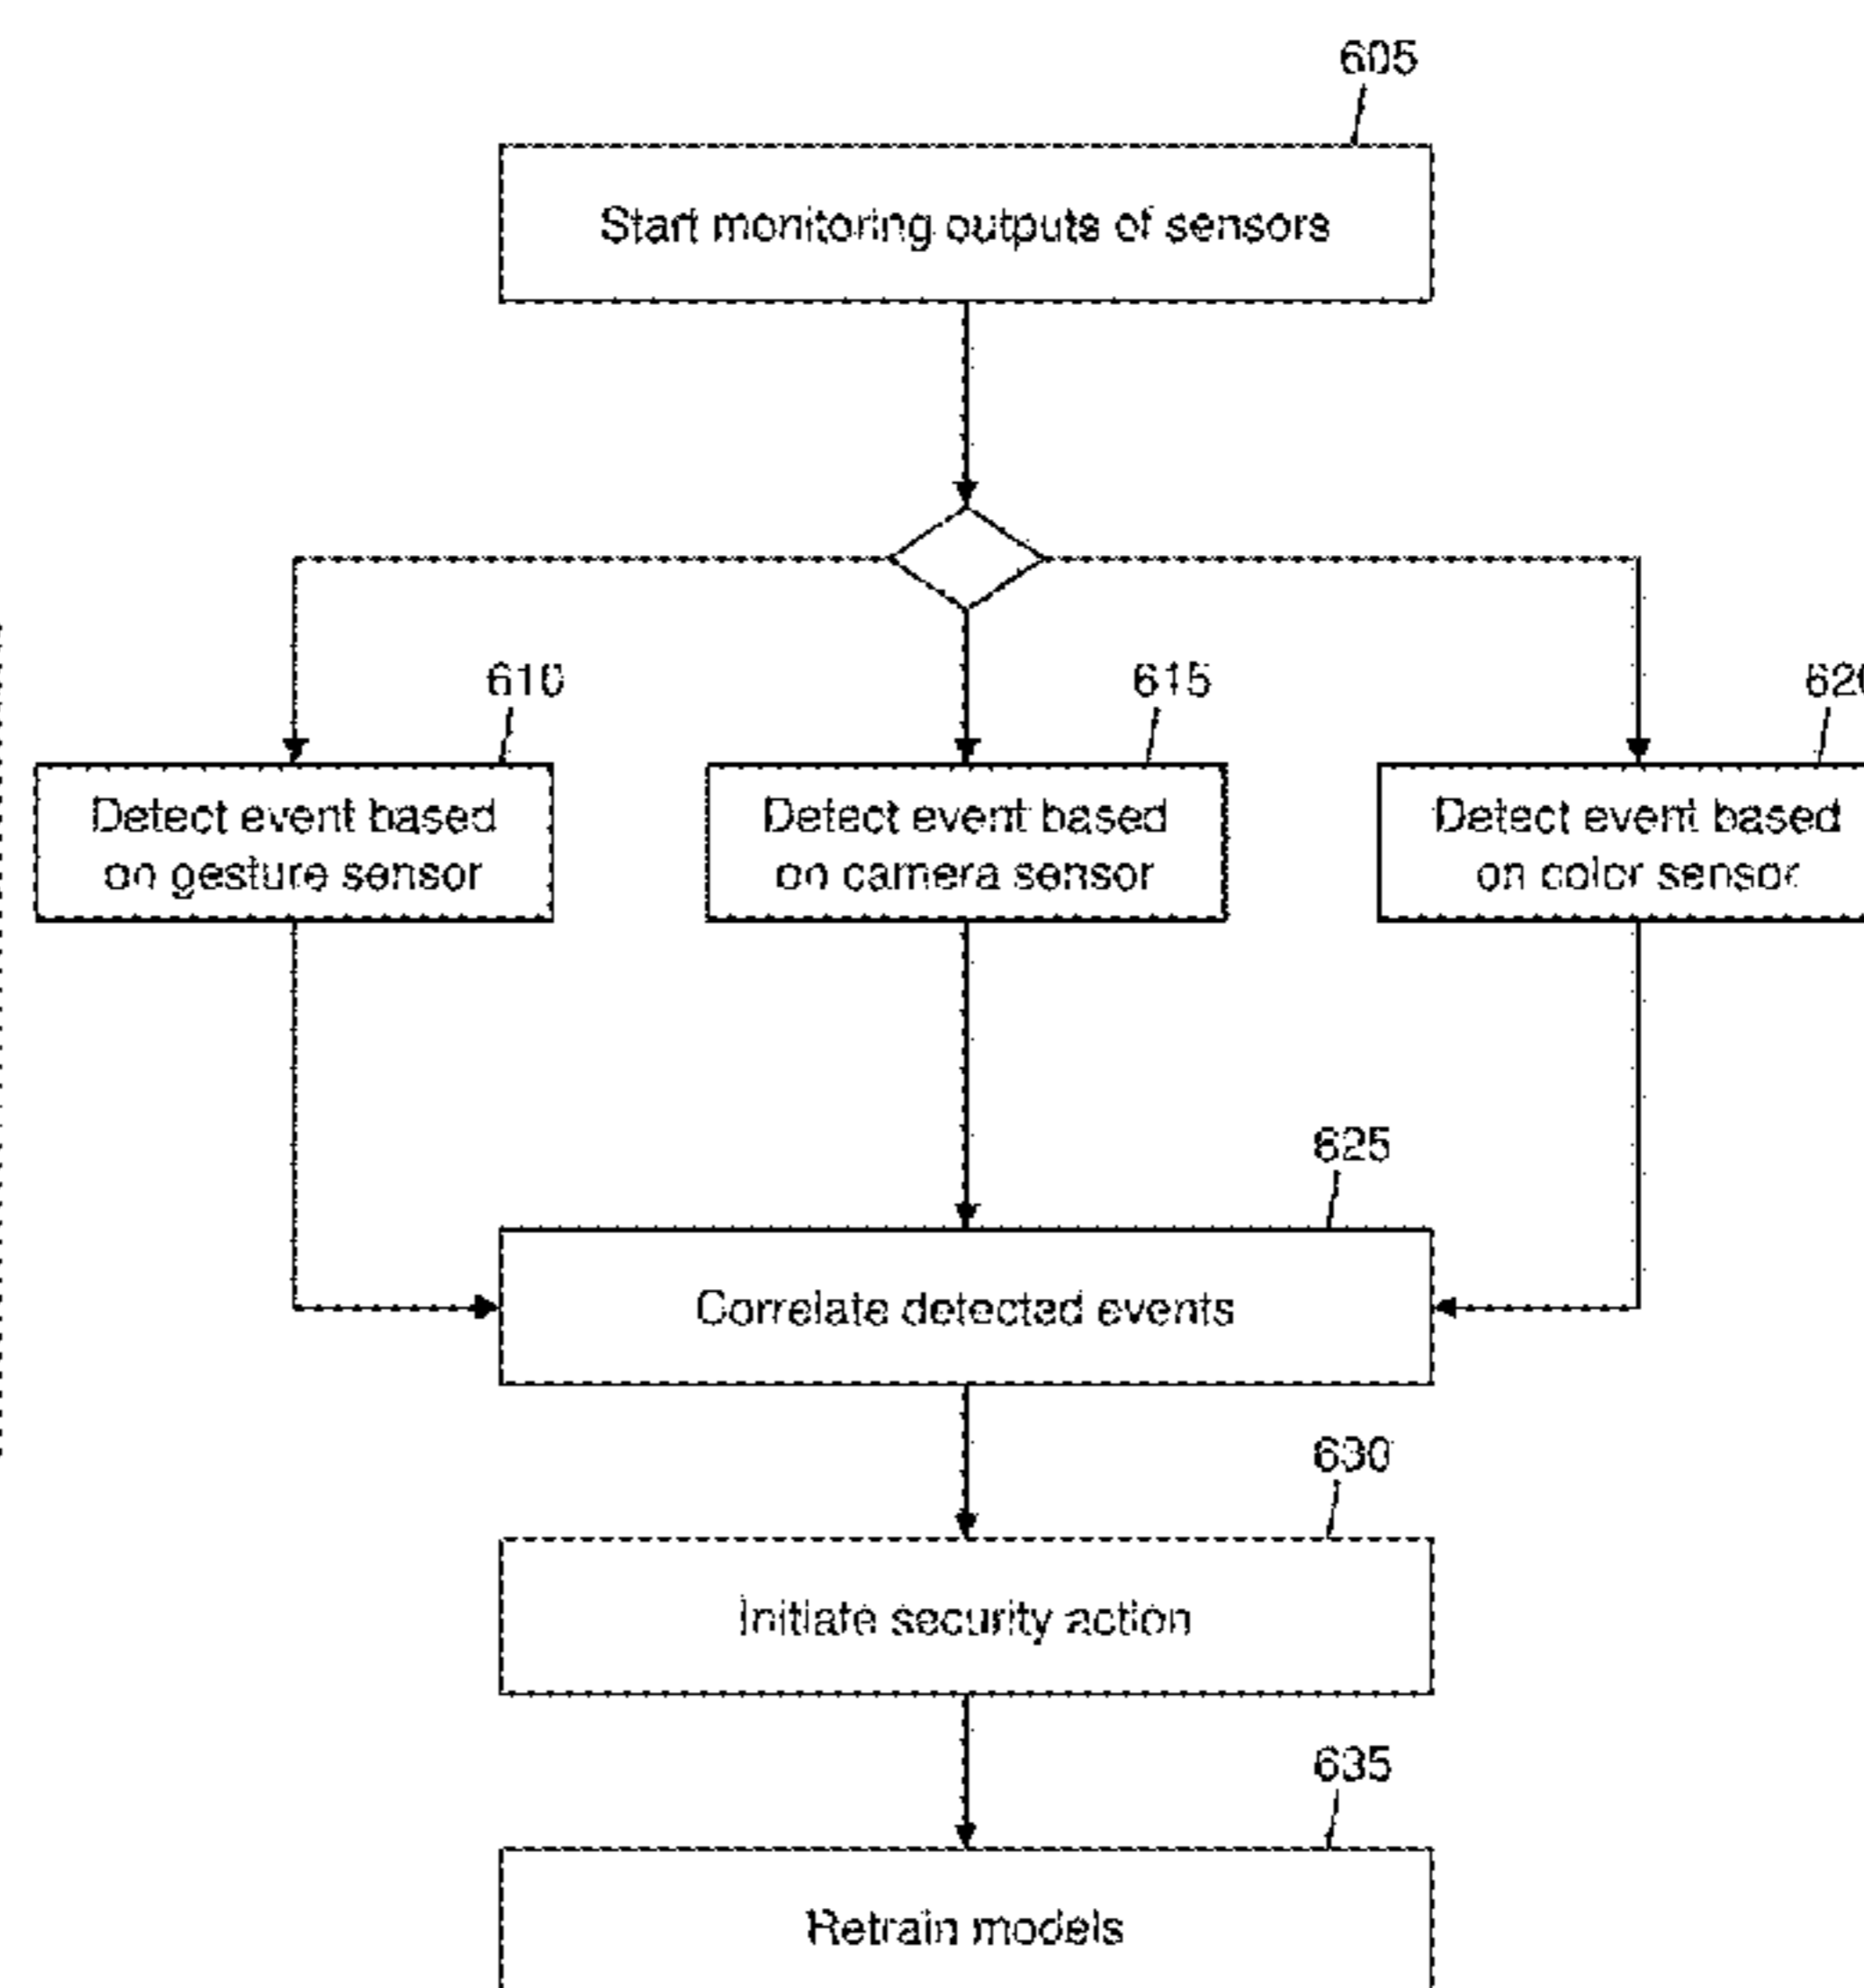 605
Start monitoring outputs of sensors
610
615
620
Detect event based
on gesture sensor
Detect event based
on camera sensor
Detect event based
on color sensor
625
Correlate detected events
630
Initiate security action
635
Retrain models